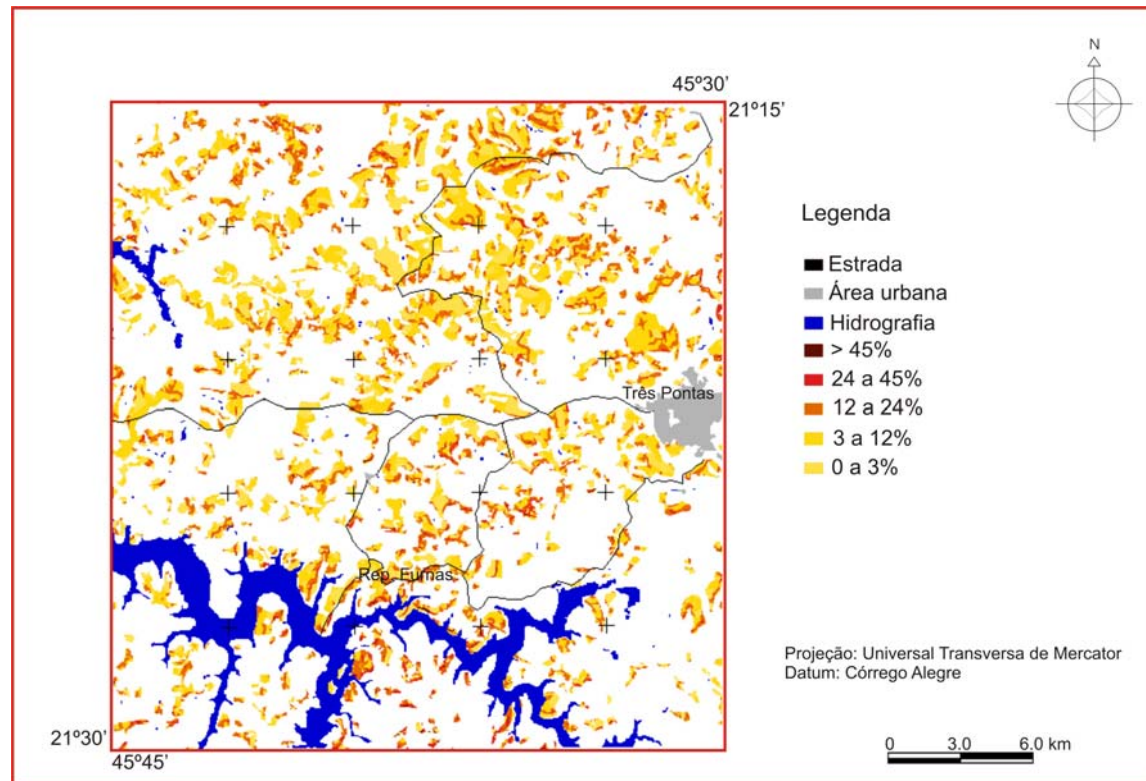 N
45º30’
21º15’
Legenda
Estrada
Área urbana
Hidrografia
> 45%
24 a 45%
12 a 24%
3 a 12%
0 a 3%
Três Pontas
Rep. Furnas
Projeção: Universal Transversa de Mercator
Datum: Córrego Alegre
21º30’
45º45’
0 3.0 6.0 km